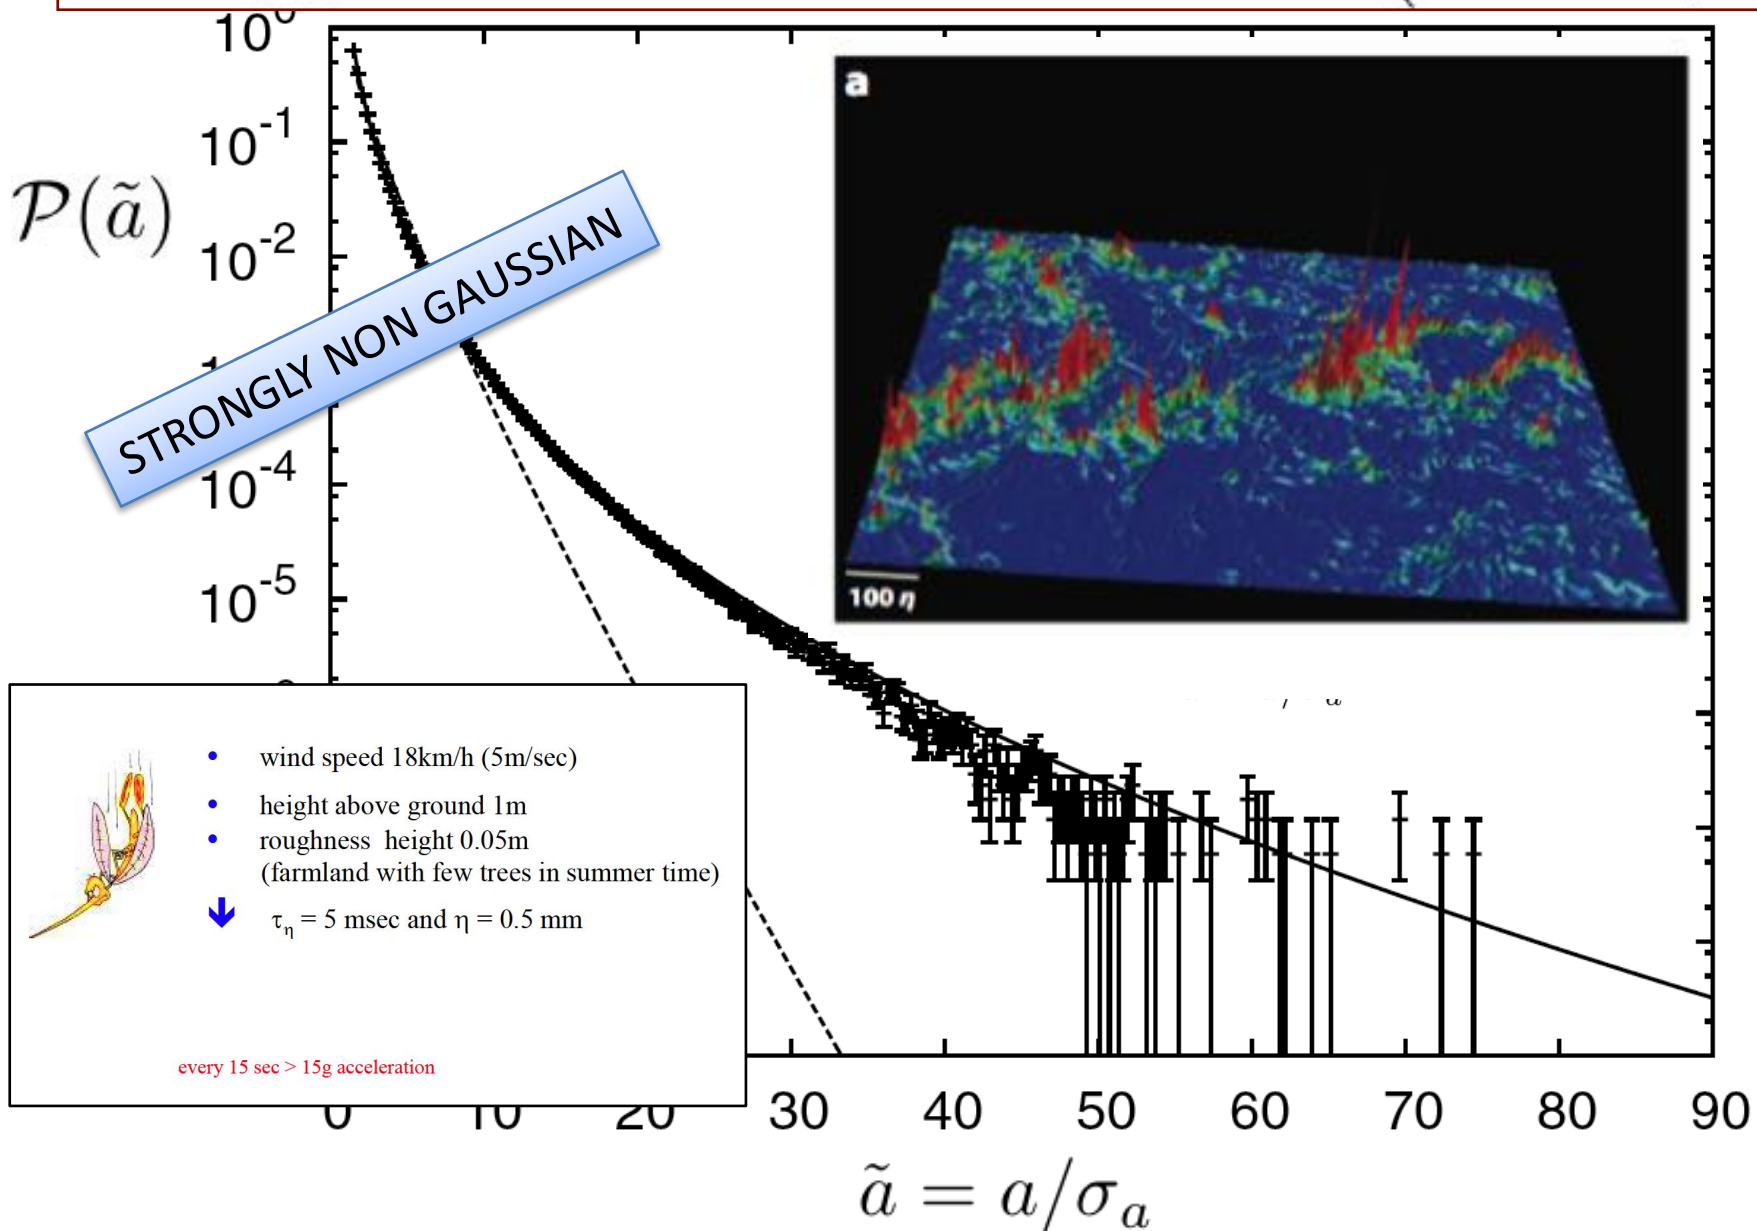 10⁰
10⁻¹
𝒫(ã)
10⁻²
STRONGLY NON GAUSSIAN
10⁻⁴
10⁻⁵
a
100 η
• wind speed 18km/h (5m/sec)
• height above ground 1m
• roughness height 0.05m
(farmland with few trees in summer time)
τη = 5 msec and η = 0.5 mm
every 15 sec > 15g acceleration
0 10 20 30 40 50 60 70 80 90
ã = a/σₐ